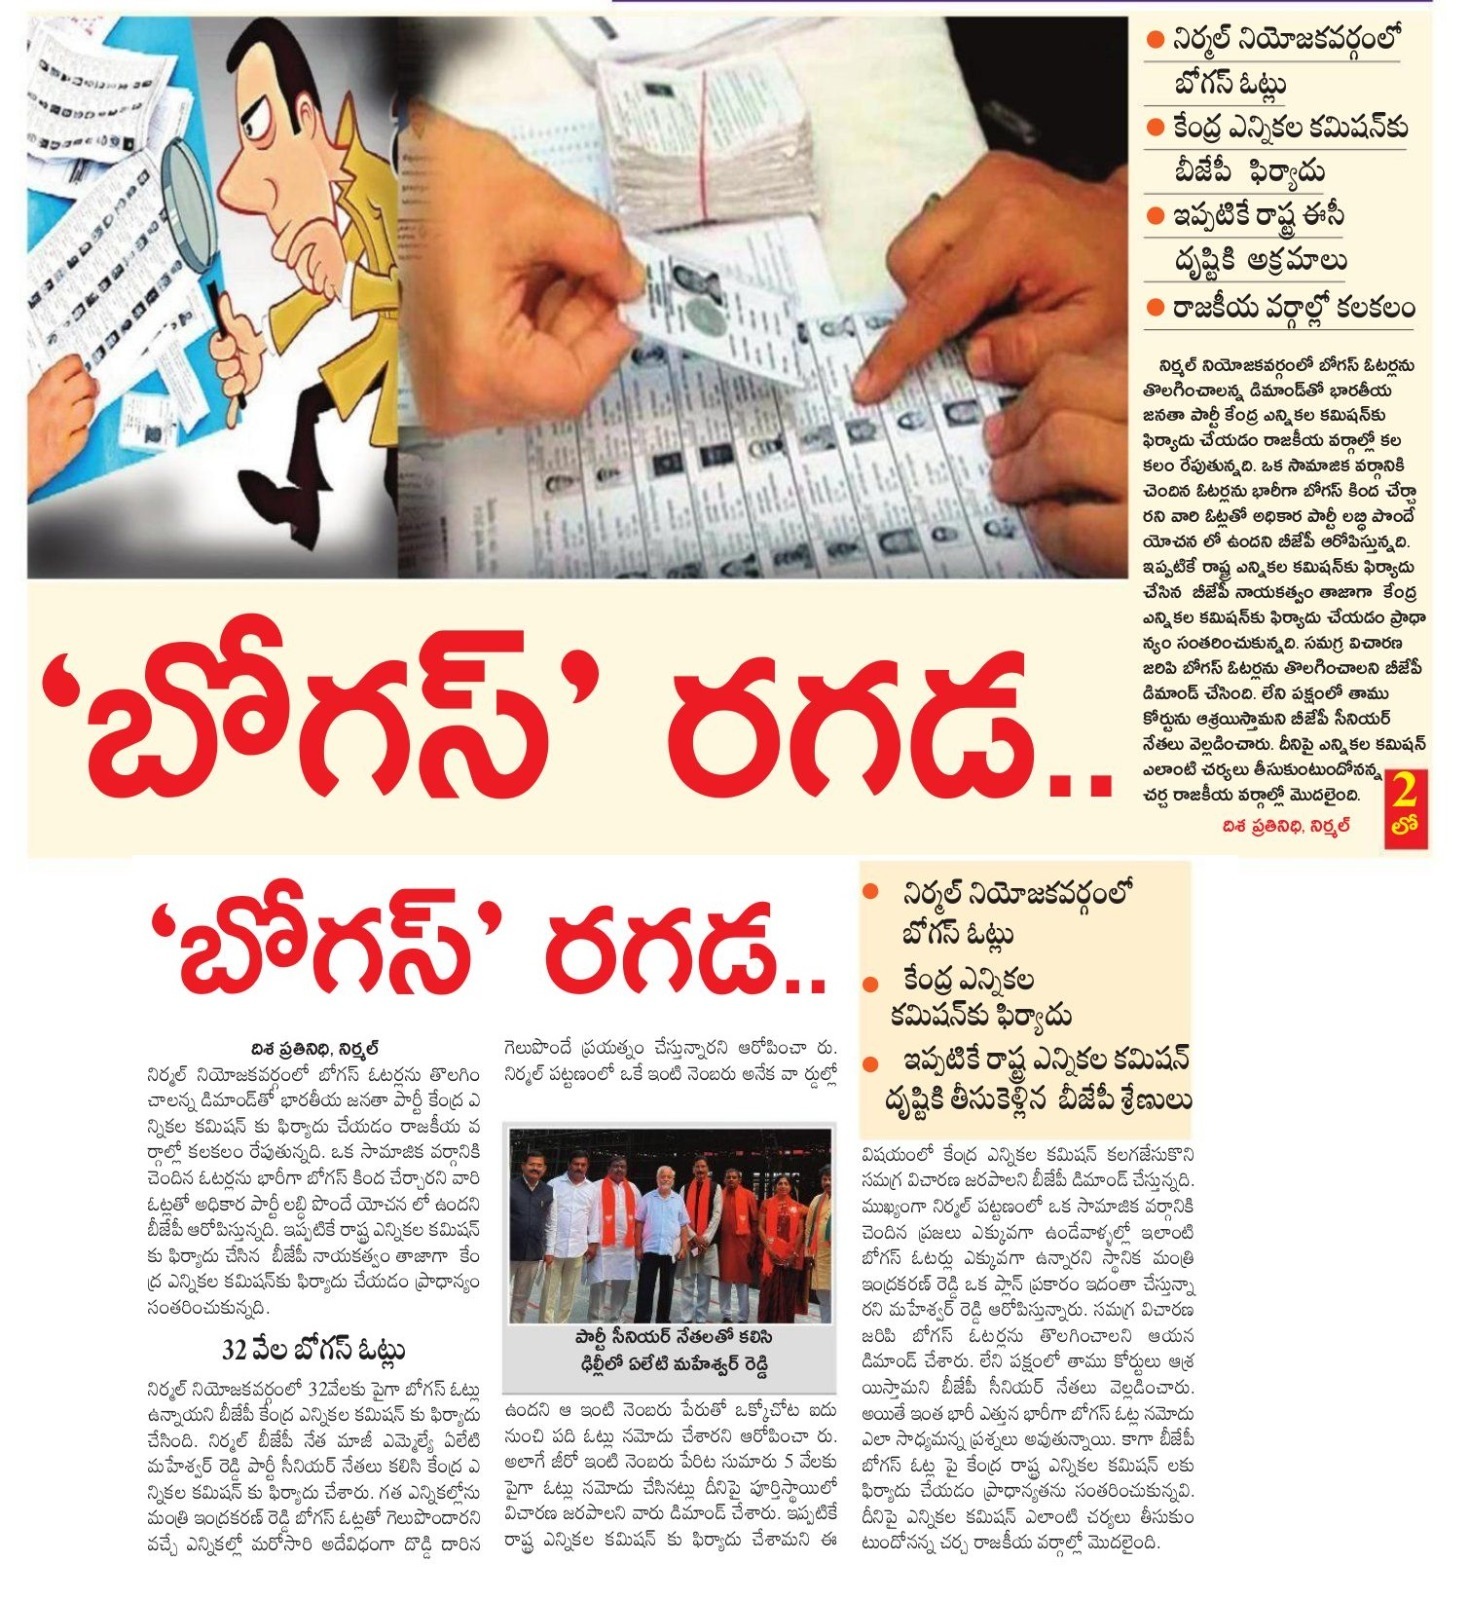 ● నిర్మల్ నియోజకవర్గంలో
బోగస్ ఓట్లు
● కేంద్ర ఎన్నికల కమిషన్‌కు
బీజేపీ ఫిర్యాదు
● ఇప్పటికే రాష్ట్ర ఈసీ
దృష్టికి అక్రమాలు
● రాజకీయ వర్గాల్లో కలకలం
నిర్మల్ నియోజకవర్గంలో బోగస్ ఓటర్లను
తొలగించాలన్న డిమాండ్‌తో భారతీయ
జనతా పార్టీ కేంద్ర ఎన్నికల కమిషన్‌కు
ఫిర్యాదు చేయడం రాజకీయ వర్గాల్లో కల
కలం రేపుతున్నది. ఒక సామాజిక వర్గానికి
చెందిన ఓటర్లను భారీగా బోగస్ కింద చేర్చా
రని వారి ఓట్లతో అధికార పార్టీ లబ్ధి పొందే
యోచన లో ఉందని బీజేపీ ఆరోపిస్తున్నది.
ఇప్పటికే రాష్ట్ర ఎన్నికల కమిషన్‌కు ఫిర్యాదు
చేసిన బీజేపీ నాయకత్వం తాజాగా కేంద్ర
ఎన్నికల కమిషన్‌కు ఫిర్యాదు చేయడం ప్రాధా
న్యం సంతరించుకున్నది. సమగ్ర విచారణ
జరిపి బోగస్ ఓటర్లను తొలగించాలని బీజేపీ
డిమాండ్ చేసింది. లేని పక్షంలో తాము
కోర్టును ఆశ్రయిస్తామని బీజేపీ సీనియర్
నేతలు వెల్లడించారు. దీనిపై ఎన్నికల కమిషన్
ఎలాంటి చర్యలు తీసుకుంటుందోనన్న
చర్చ రాజకీయ వర్గాల్లో మొదలైంది.
దిశ ప్రతినిధి, నిర్మల్
2
లో
‘బోగస్’ రగడ..
‘బోగస్’ రగడ..
● నిర్మల్ నియోజకవర్గంలో
బోగస్ ఓట్లు
● కేంద్ర ఎన్నికల
కమిషన్‌కు ఫిర్యాదు
● ఇప్పటికే రాష్ట్ర ఎన్నికల కమిషన్
దృష్టికి తీసుకెళ్లిన బీజేపీ శ్రేణులు
దిశ ప్రతినిధి, నిర్మల్
నిర్మల్ నియోజకవర్గంలో బోగస్ ఓటర్లను తొలగిం
చాలన్న డిమాండ్‌తో భారతీయ జనతా పార్టీ కేంద్ర ఎ
న్నికల కమిషన్ కు ఫిర్యాదు చేయడం రాజకీయ వ
ర్గాల్లో కలకలం రేపుతున్నది. ఒక సామాజిక వర్గానికి
చెందిన ఓటర్లను భారీగా బోగస్ కింద చేర్చారని వారి
ఓట్లతో అధికార పార్టీ లబ్ధి పొందే యోచన లో ఉందని
బీజేపీ ఆరోపిస్తున్నది. ఇప్పటికే రాష్ట్ర ఎన్నికల కమిషన్
కు ఫిర్యాదు చేసిన బీజేపీ నాయకత్వం తాజాగా కేం
ద్ర ఎన్నికల కమిషన్‌కు ఫిర్యాదు చేయడం ప్రాధాన్యం
సంతరించుకున్నది.
32 వేల బోగస్ ఓట్లు
నిర్మల్ నియోజకవర్గంలో 32వేలకు పైగా బోగస్ ఓట్లు
ఉన్నాయని బీజేపీ కేంద్ర ఎన్నికల కమిషన్ కు ఫిర్యాదు
చేసింది. నిర్మల్ బీజేపీ నేత మాజీ ఎమ్మెల్యే ఏలేటి
మహేశ్వర్ రెడ్డి పార్టీ సీనియర్ నేతలు కలిసి కేంద్ర ఎ
న్నికల కమిషన్ కు ఫిర్యాదు చేశారు. గత ఎన్నికల్లోను
మంత్రి ఇంద్రకరణ్ రెడ్డి బోగస్ ఓట్లతో గెలుపొందారని
వచ్చే ఎన్నికల్లో మరోసారి అదేవిధంగా దొడ్డి దారిన
గెలుపొందే ప్రయత్నం చేస్తున్నారని ఆరోపించా రు.
నిర్మల్ పట్టణంలో ఒకే ఇంటి నెంబరు అనేక వా ర్డుల్లో
పార్టీ సీనియర్ నేతలతో కలిసి
ఢిల్లీలో ఏలేటి మహేశ్వర్ రెడ్డి
ఉందని ఆ ఇంటి నెంబరు పేరుతో ఒక్కోచోట ఐదు
నుంచి పది ఓట్లు నమోదు చేశారని ఆరోపించా రు.
అలాగే జీరో ఇంటి నెంబరు పేరిట సుమారు 5 వేలకు
పైగా ఓట్లు నమోదు చేసినట్లు దీనిపై పూర్తిస్థాయిలో
విచారణ జరపాలని వారు డిమాండ్ చేశారు. ఇప్పటికే
రాష్ట్ర ఎన్నికల కమిషన్ కు ఫిర్యాదు చేశామని ఈ
విషయంలో కేంద్ర ఎన్నికల కమిషన్ కలగజేసుకొని
సమగ్ర విచారణ జరపాలని బీజేపీ డిమాండ్ చేస్తున్నది.
ముఖ్యంగా నిర్మల్ పట్టణంలో ఒక సామాజిక వర్గానికి
చెందిన ప్రజలు ఎక్కువగా ఉండేవాళ్ళల్లో ఇలాంటి
బోగస్ ఓటర్లు ఎక్కువగా ఉన్నారని స్థానిక మంత్రి
ఇంద్రకరణ్ రెడ్డి ఒక ప్లాన్ ప్రకారం ఇదంతా చేస్తున్నా
రని మహేశ్వర్ రెడ్డి ఆరోపిస్తున్నారు. సమగ్ర విచారణ
జరిపి బోగస్ ఓటర్లను తొలగించాలని ఆయన
డిమాండ్ చేశారు. లేని పక్షంలో తాము కోర్టులు ఆశ్ర
యిస్తామని బీజేపీ సీనియర్ నేతలు వెల్లడించారు.
అయితే ఇంత భారీ ఎత్తున భారీగా బోగస్ ఓట్ల నమోదు
ఎలా సాధ్యమన్న ప్రశ్నలు అవుతున్నాయి. కాగా బీజేపీ
బోగస్ ఓట్ల పై కేంద్ర రాష్ట్ర ఎన్నికల కమిషన్ లకు
ఫిర్యాదు చేయడం ప్రాధాన్యతను సంతరించుకున్నవి.
దీనిపై ఎన్నికల కమిషన్ ఎలాంటి చర్యలు తీసుకుం
టుందోనన్న చర్చ రాజకీయ వర్గాల్లో మొదలైంది.